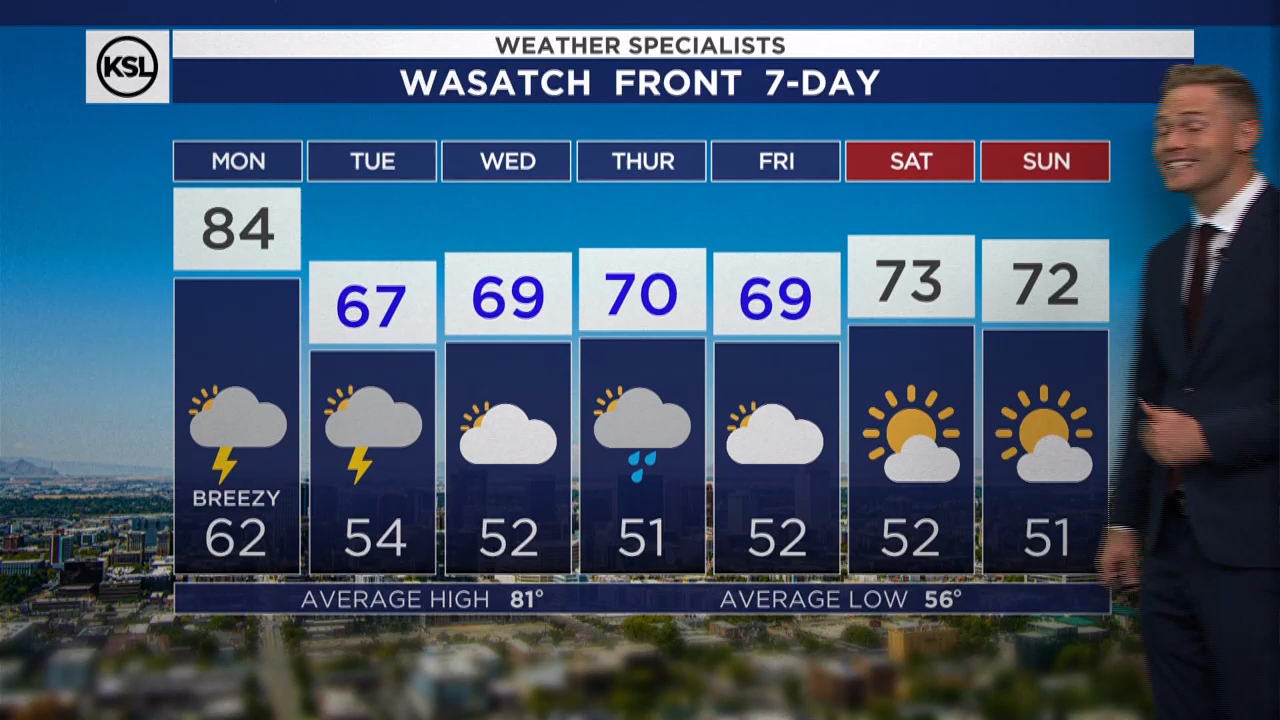 KSL
WEATHER SPECIALISTS
WASATCH FRONT 7-DAY
MON TUE WED THUR FRI SAT SUN
84 67 69 70 69 73 72
BREEZY
62 54 52 51 52 52 51
AVERAGE HIGH 81° AVERAGE LOW 56°